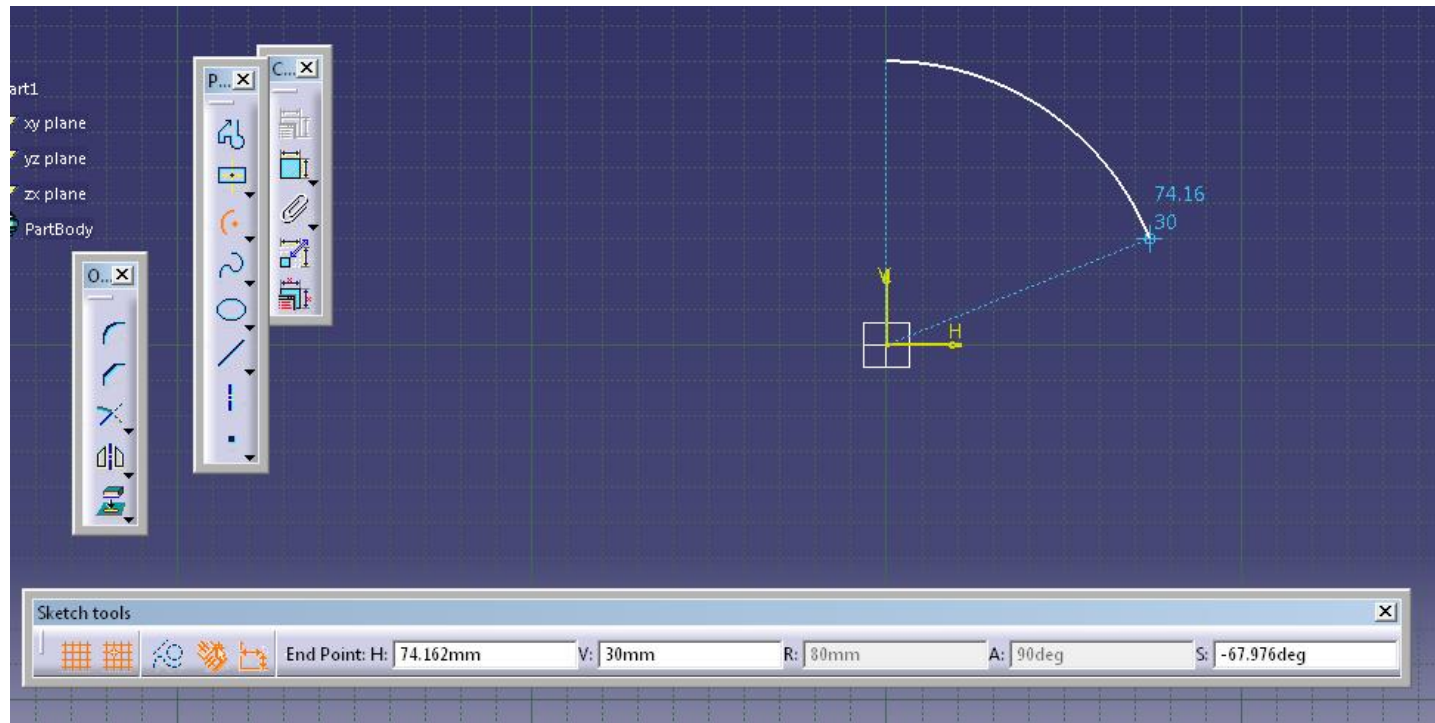 art1
xy plane
yz plane
zx plane
PartBody
O...
P...
C...
74.16
30
V
H
Sketch tools
End Point: H: 74.162mm V: 30mm R: 80mm A: 90deg S: -67.976deg